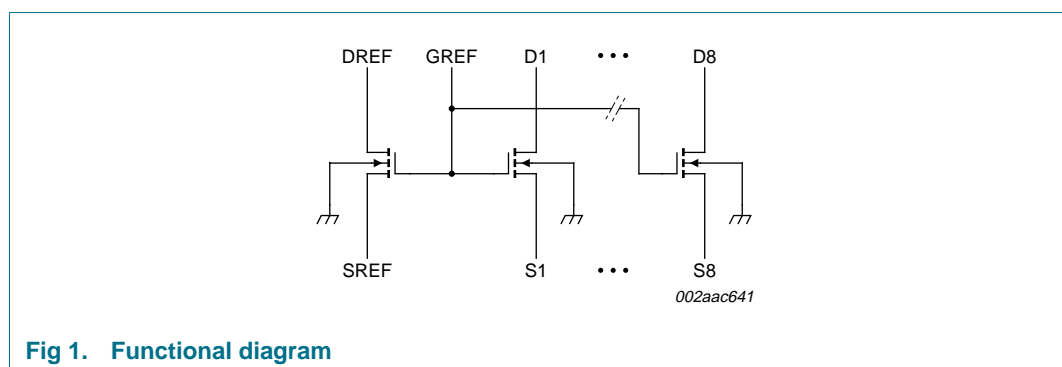 DREF GREF D1 • • • D8
SREF S1 • • • S8
002aac641
Fig 1. Functional diagram